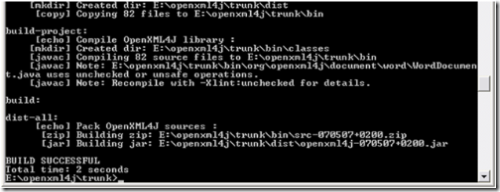 [mkdir] Created dir: E:\openxml4j\trunk\dist
[copy] Copying 82 files to E:\openxml4j\trunk\bin
build-project:
[echo] Compile OpenXML4J library :
[mkdir] Created dir: E:\openxml4j\trunk\bin\classes
[javac] Compiling 82 source files to E:\openxml4j\trunk\bin
[javac] Note: E:\openxml4j\trunk\bin\org\openxml4j\document\word\WordDocumen
t.java uses unchecked or unsafe operations.
[javac] Note: Recompile with -Xlint:unchecked for details.
build:
dist-all:
[echo] Pack OpenXML4J sources :
[zip] Building zip: E:\openxml4j\trunk\bin\src-070507+0200.zip
[jar] Building jar: E:\openxml4j\trunk\dist\openxml4j-070507+0200.jar
BUILD SUCCESSFUL
Total time: 2 seconds
E:\openxml4j\trunk>